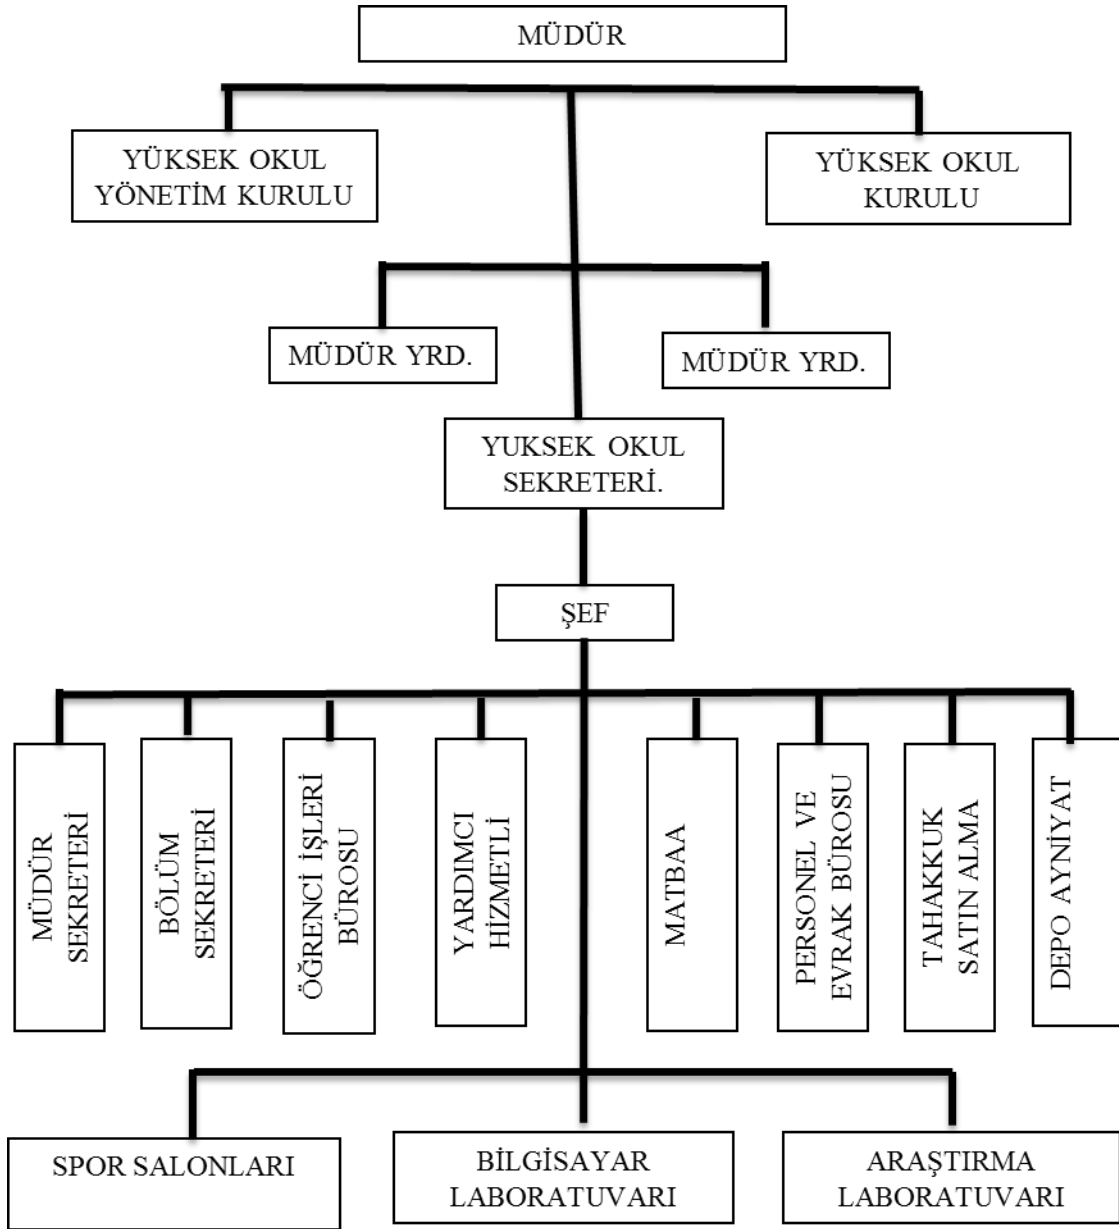 MÜDÜR
YÜKSEK OKUL
YÖNETİM KURULU
YÜKSEK OKUL
KURULU
MÜDÜR YRD.
MÜDÜR YRD.
YUKSEK OKUL
SEKRETERİ.
ŞEF
MÜDÜR
SEKRETERİ
BÖLÜM
SEKRETERİ
ÖĞRENCİ İŞLERİ
BÜROSU
YARDIMCI
HİZMETLİ
MATBAA
PERSONEL VE
EVRAK BÜROSU
TAHAKKUK
SATIN ALMA
DEPO AYNİYAT
SPOR SALONLARI
BİLGİSAYAR
LABORATUVARI
ARAŞTIRMA
LABORATUVARI